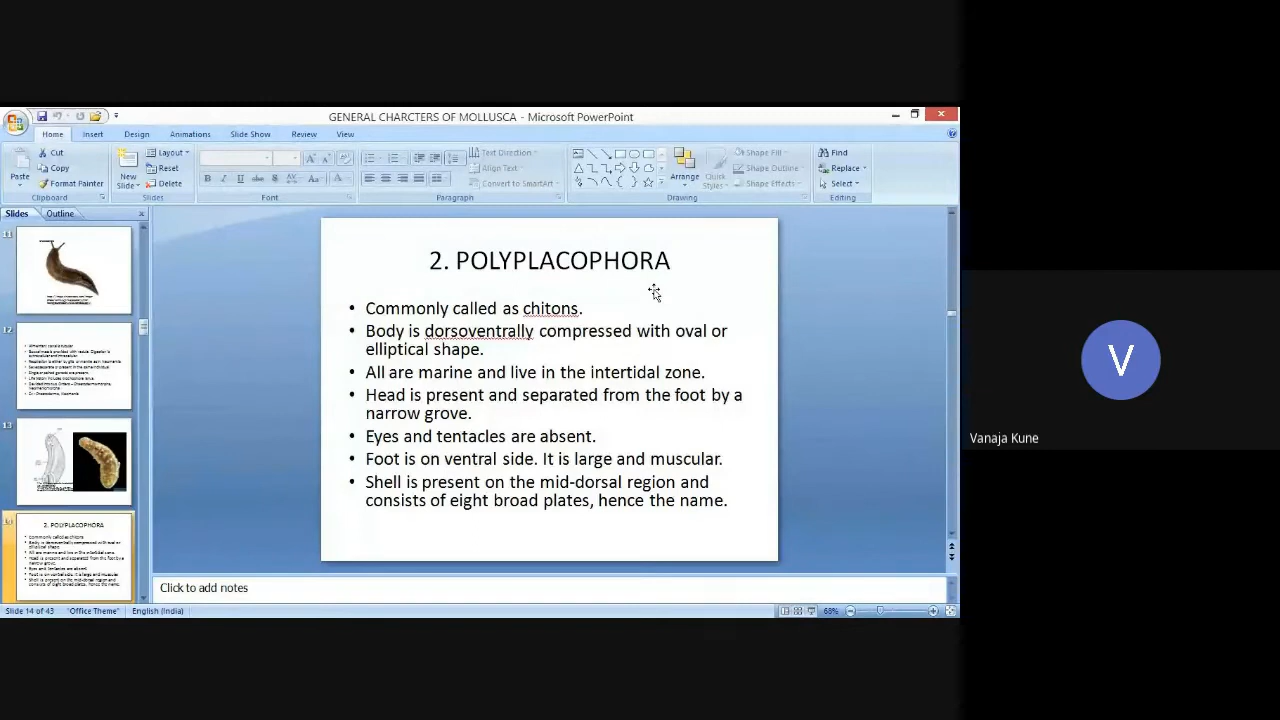 GENERAL CHARCTERS OF MOLLUSCA - Microsoft PowerPoint
Home Insert Design Animations Slide Show Review View
Cut
Copy
Format Painter
Paste
Clipboard
New
Slide
Layout
Reset
Delete
Slides
Font
Text Direction
Align Text
Convert to SmartArt
Paragraph
Arrange
Quick
Styles
Shape Fill
Shape Outline
Shape Effects
Drawing
Find
Replace
Select
Editing
Slides Outline
11
12
13
2. POLYPLACOPHORA
• Commonly called as chitons.
• Body is dorsoventrally compressed with oval or
elliptical shape.
• All are marine and live in the intertidal zone.
• Head is present and separated from the foot by a
narrow grove.
• Eyes and tentacles are absent.
• Foot is on ventral side. It is large and muscular.
• Shell is present on the mid-dorsal region and
consists of eight broad plates, hence the name.
2. POLYPLACOPHORA
Click to add notes
Slide 14 of 43 "Office Theme" English (India) 68%
V
Vanaja Kune